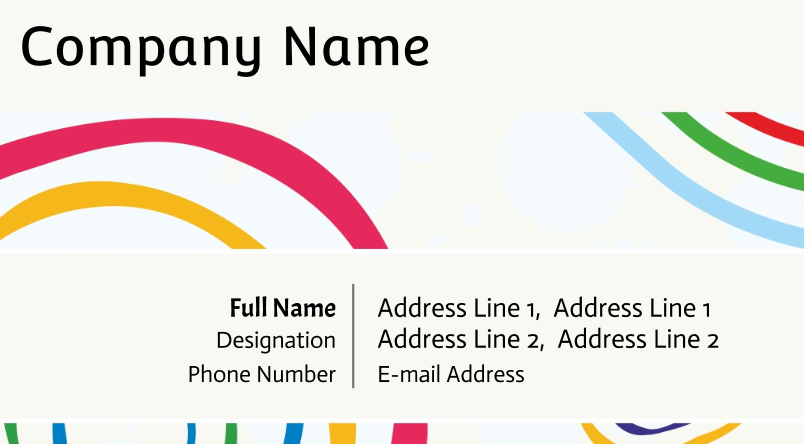 Company Name
Full Name
Designation
Phone Number
Address Line 1,  Address Line 1
Address Line 2,  Address Line 2
E-mail Address